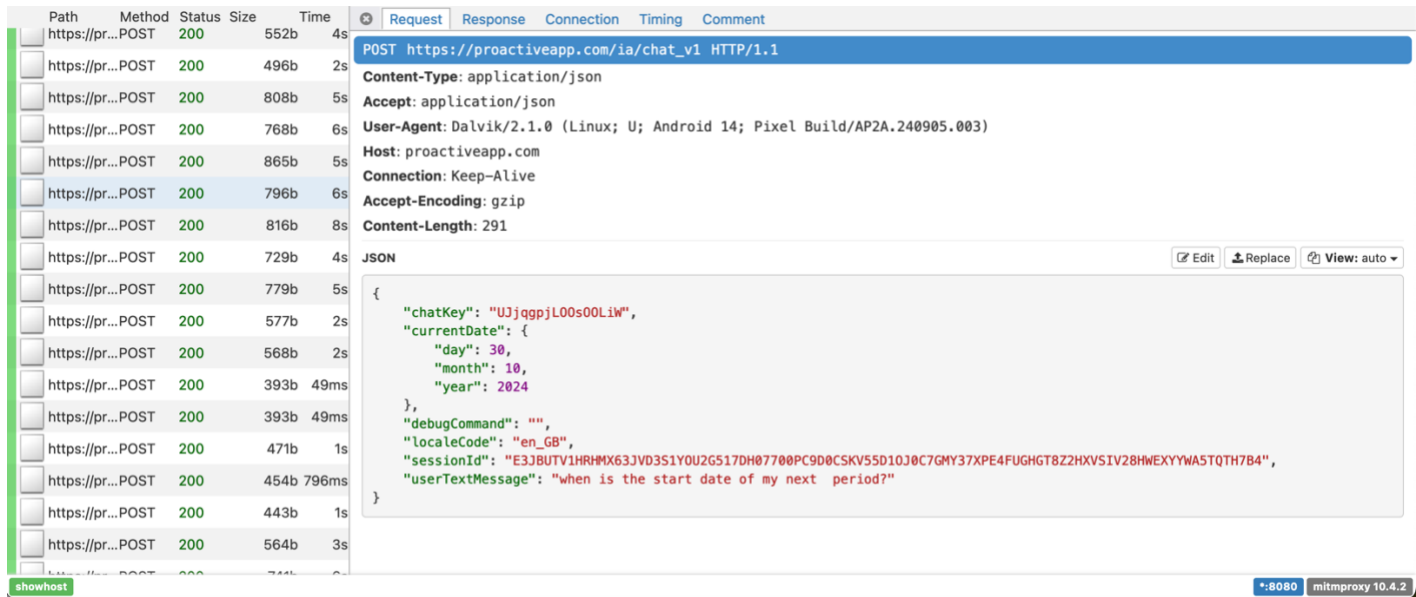 Path Method Status Size Time
https://pr... POST 200 552b 4s
https://pr... POST 200 496b 2s
https://pr... POST 200 808b 5s
https://pr... POST 200 768b 6s
https://pr... POST 200 865b 5s
https://pr... POST 200 796b 6s
https://pr... POST 200 816b 8s
https://pr... POST 200 729b 4s
https://pr... POST 200 779b 5s
https://pr... POST 200 577b 2s
https://pr... POST 200 568b 2s
https://pr... POST 200 393b 49ms
https://pr... POST 200 393b 49ms
https://pr... POST 200 471b 1s
https://pr... POST 200 454b 796ms
https://pr... POST 200 443b 1s
https://pr... POST 200 564b 3s
showhost
Request Response Connection Timing Comment
POST https://proactiveapp.com/ia/chat_v1 HTTP/1.1
Content-Type: application/json
Accept: application/json
User-Agent: Dalvik/2.1.0 (Linux; U; Android 14; Pixel Build/AP2A.240905.003)
Host: proactiveapp.com
Connection: Keep-Alive
Accept-Encoding: gzip
Content-Length: 291
JSON Edit Replace View: auto
{
"chatKey": "UJjqgpjLOOsOOLiW",
"currentDate": {
"day": 30,
"month": 10,
"year": 2024
},
"debugCommand": "",
"localeCode": "en_GB",
"sessionId": "E3JBUTV1HRHMX63JVD3S1YOU2G517DH07700PC9D0CSKV55D1OJ0C7GMY37XPE4FUGHGT8Z2HXVSIV28HWEXYYWA5TQTH7B4",
"userTextMessage": "when is the start date of my next  period?"
}
*:8080 mitmproxy 10.4.2